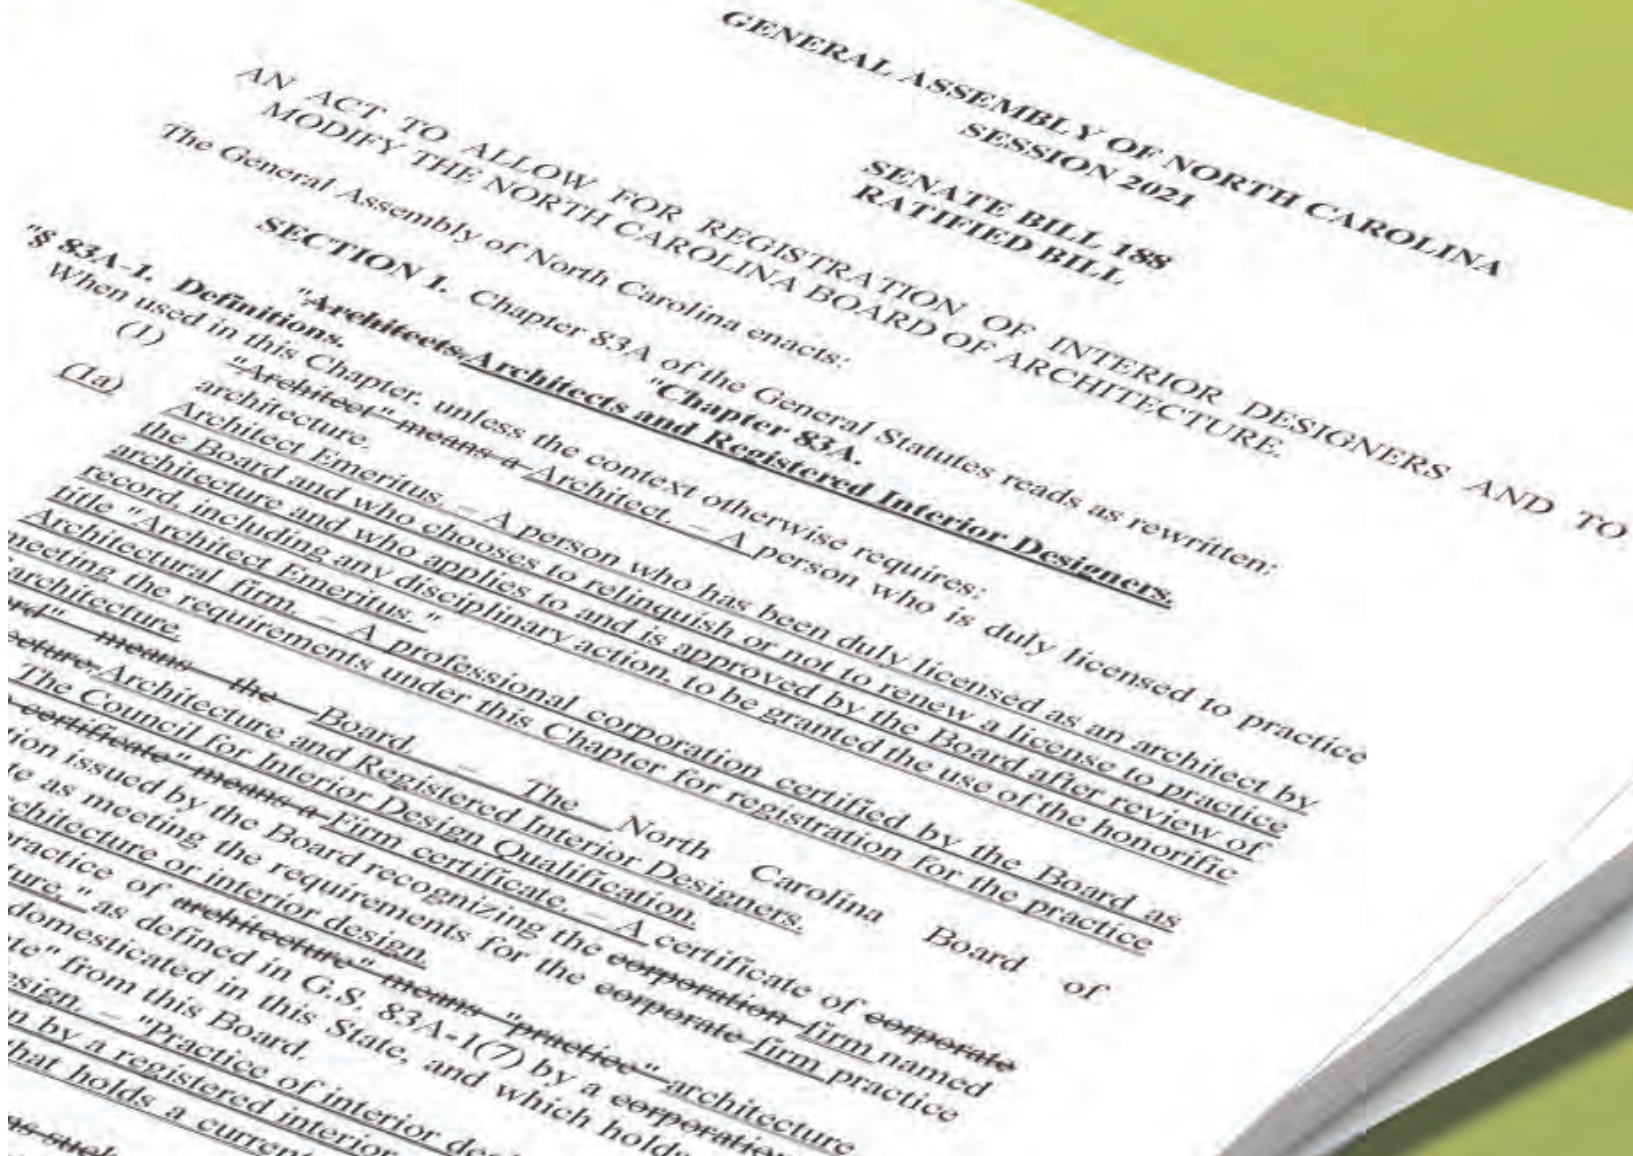 GENERAL ASSEMBLY OF NORTH CAROLINA
SESSION 2021
SENATE BILL 188
RATIFIED BILL
AN ACT TO ALLOW FOR REGISTRATION OF INTERIOR DESIGNERS AND TO
MODIFY THE NORTH CAROLINA BOARD OF ARCHITECTURE.
The General Assembly of North Carolina enacts:
SECTION 1. Chapter 83A of the General Statutes reads as rewritten:
"Chapter 83A.
"Architects. Architects and Registered Interior Designers.
"§ 83A-1. Definitions.
When used in this Chapter, unless the context otherwise requires:
(1) "Architect" means a Architect. – A person who is duly licensed to practice
architecture.
(1a) Architect Emeritus. – A person who has been duly licensed as an architect by
the Board and who chooses to relinquish or not to renew a license to practice
architecture and who applies to and is approved by the Board after review of
record, including any disciplinary action, to be granted the use of the honorific
title "Architect Emeritus."
Architectural firm. – A professional corporation certified by the Board as
meeting the requirements under this Chapter for registration for the practice
architecture.
means the Board. – The North Carolina Board of
Architecture and Registered Interior Designers.
The Council for Interior Design Qualification.
certificate" means a Firm certificate. – A certificate of corporate
issued by the Board recognizing the corporation firm named
as meeting the requirements for the corporate firm practice
architecture or interior design.
practice of architecture" means "practice" architecture
as defined in G.S. 83A-1(7) by a corporation
domesticated in this State, and which holds
from this Board.
– "Practice of interior
by a registered interior
that holds a current
as such